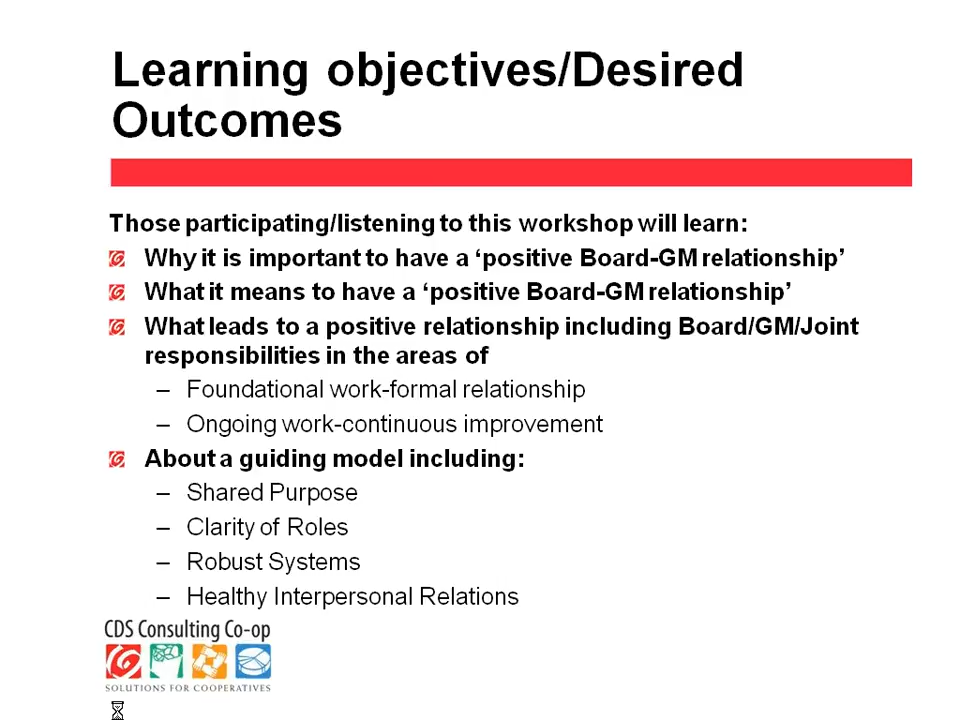 Learning objectives/Desired
Outcomes
Those participating/listening to this workshop will learn:
Why it is important to have a ‘positive Board-GM relationship’
What it means to have a ‘positive Board-GM relationship’
What leads to a positive relationship including Board/GM/Joint
responsibilities in the areas of
– Foundational work-formal relationship
– Ongoing work-continuous improvement
About a guiding model including:
– Shared Purpose
– Clarity of Roles
– Robust Systems
– Healthy Interpersonal Relations
CDS Consulting Co-op
SOLUTIONS FOR COOPERATIVES